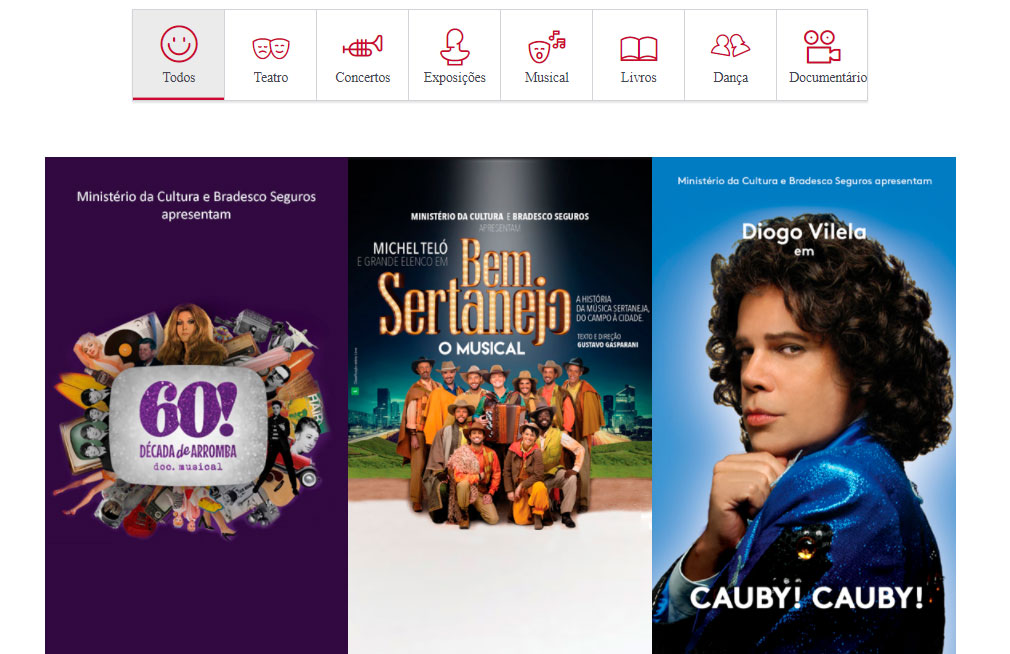 Todos
Teatro
Concertos
Exposições
Musical
Livros
Dança
Documentário
Ministério da Cultura e Bradesco Seguros
apresentam
60!
DÉCADA de ARROMBA
doc. musical
HAIR
MINISTÉRIO DA CULTURA E BRADESCO SEGUROS
APRESENTAM
MICHEL TELÓ
E GRANDE ELENCO EM
Bem
Sertanejo
O MUSICAL
A HISTÓRIA
DA MÚSICA SERTANEJA,
DO CAMPO À CIDADE.
TEXTO E DIREÇÃO
GUSTAVO GASPARANI
Ministério da Cultura e Bradesco Seguros apresentam
Diogo Vilela
em
CAUBY! CAUBY!